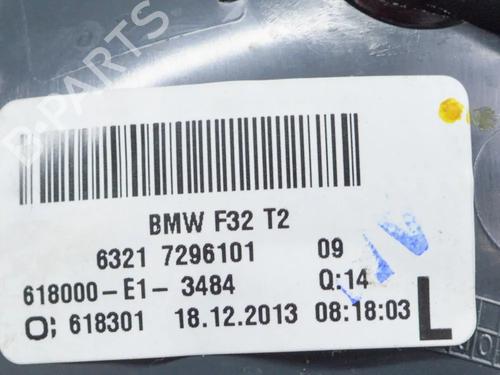 B-PARTS
BMW F32 T2
6321 7296101 09
618000-E1- 3484 Q:14
O; 618301 18.12.2013 08:18:03 L